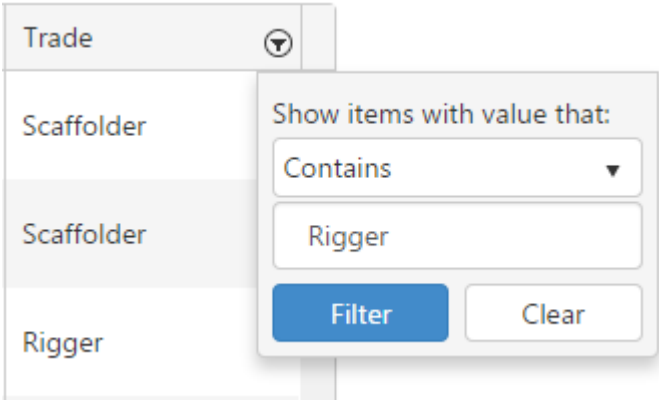 Trade
Scaffolder
Scaffolder
Rigger
Show items with value that:
Contains
Rigger
Filter
Clear